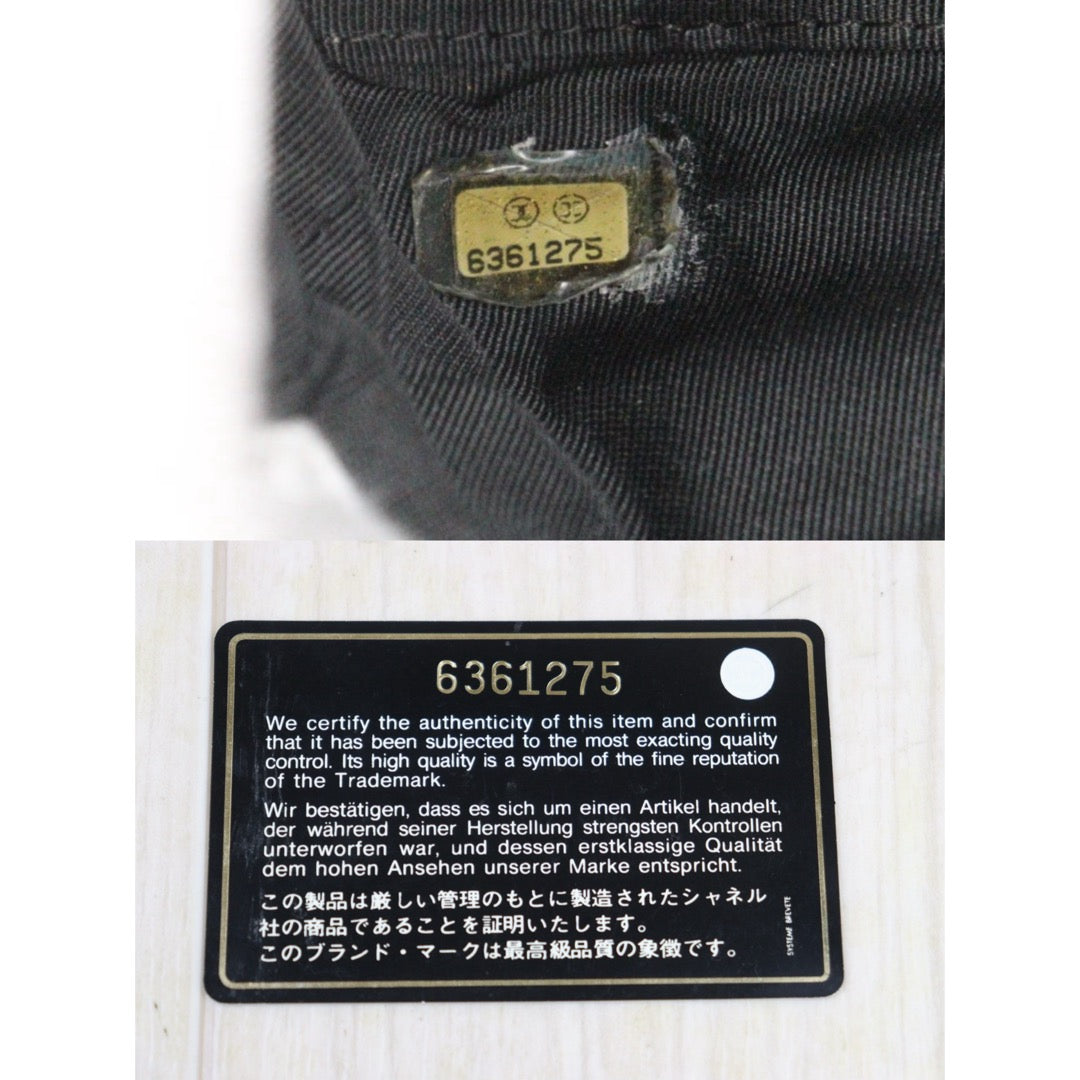 6361275
6361275
We certify the authenticity of this item and confirm
that it has been subjected to the most exacting quality
control. Its high quality is a symbol of the fine reputation
of the Trademark.
Wir bestätigen, dass es sich um einen Artikel handelt,
der während seiner Herstellung strengsten Kontrollen
unterworfen war, und dessen erstklassige Qualität
dem hohen Ansehen unserer Marke entspricht.
この製品は厳しい管理のもとに製造されたシャネル
社の商品であることを証明いたします。
このブランド・マークは最高級品質の象徴です。
SYSTEME BREVETE